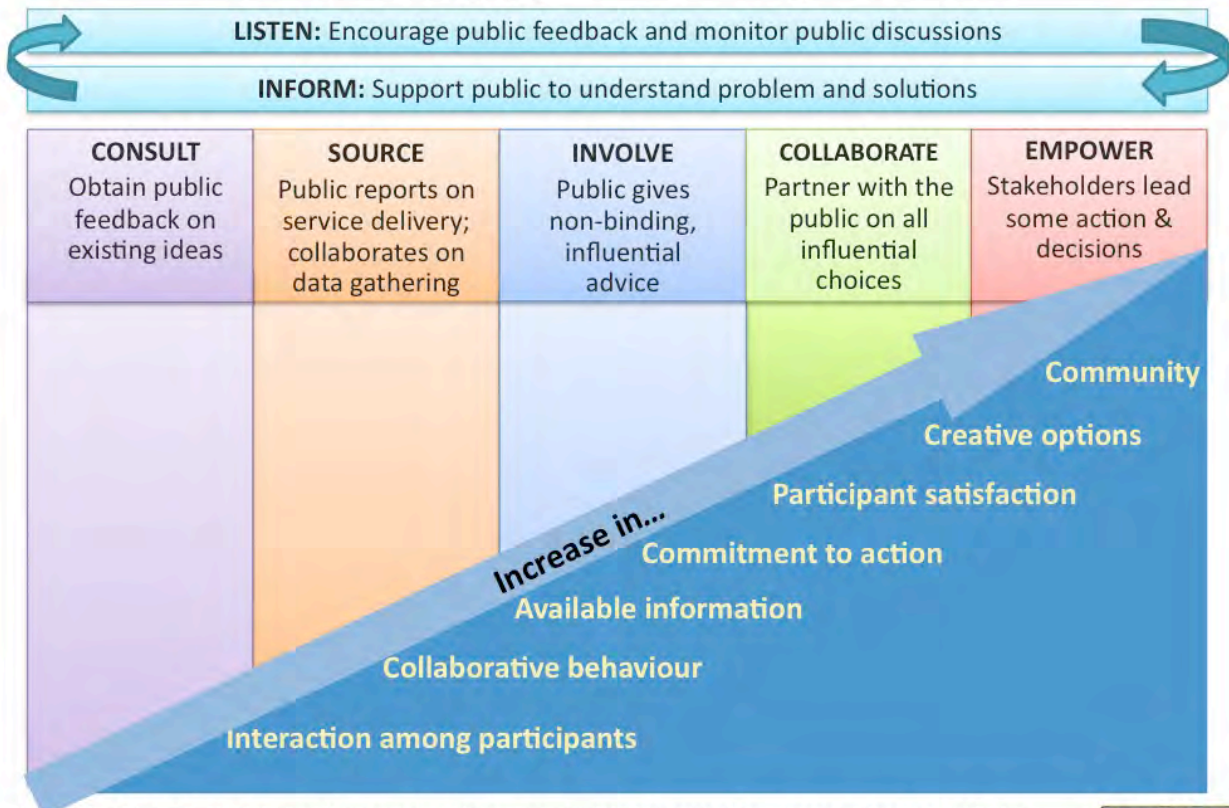 LISTEN: Encourage public feedback and monitor public discussions
INFORM: Support public to understand problem and solutions
CONSULT
Obtain public
feedback on
existing ideas
SOURCE
Public reports on
service delivery;
collaborates on
data gathering
INVOLVE
Public gives
non-binding,
influential
advice
COLLABORATE
Partner with the
public on all
influential
choices
EMPOWER
Stakeholders lead
some action &
decisions
Increase in...
Community
Creative options
Participant satisfaction
Commitment to action
Available information
Collaborative behaviour
Interaction among participants